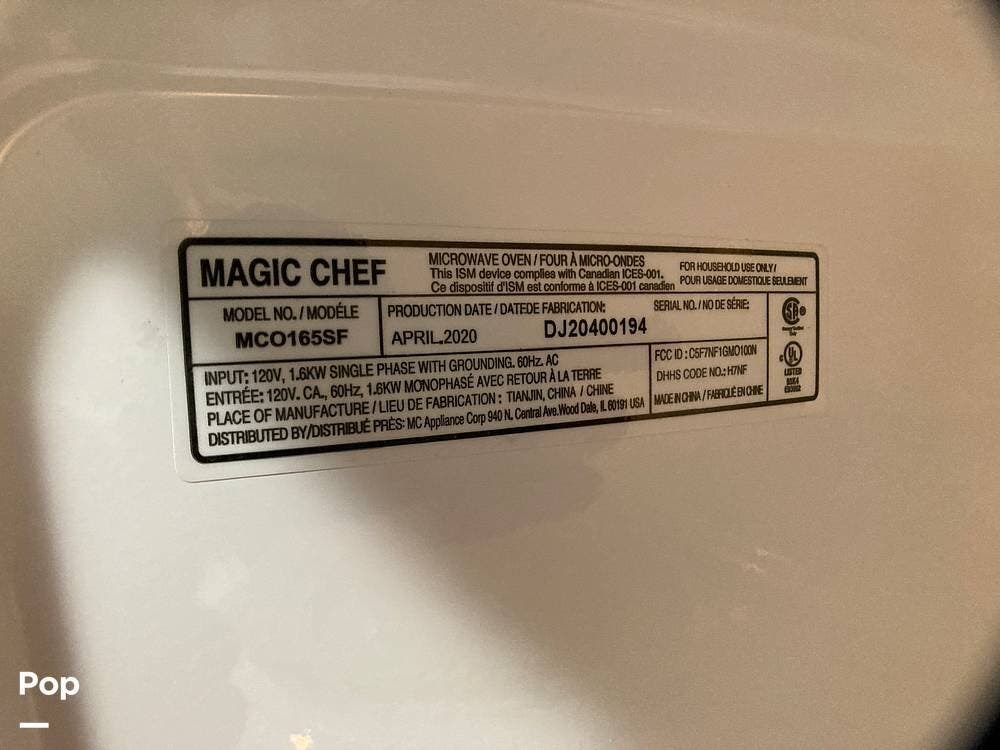 MAGIC CHEF
MICROWAVE OVEN / FOUR À MICRO-ONDES
This ISM device complies with Canadian ICES-001.
Ce dispositif d'ISM est conforme à ICES-001 canadien
FOR HOUSEHOLD USE ONLY /
POUR USAGE DOMESTIQUE SEULEMENT
MODEL NO. / MODÉLE
MCO165SF
PRODUCTION DATE / DATEDE FABRICATION:
APRIL.2020
SERIAL NO. / NO DE SÉRIE:
DJ20400194
INPUT: 120V, 1.6KW SINGLE PHASE WITH GROUNDING. 60Hz. AC
ENTRÉE: 120V. CA., 60Hz, 1.6KW MONOPHASÉ AVEC RETOUR À LA TERRE
PLACE OF MANUFACTURE / LIEU DE FABRICATION : TIANJIN, CHINA / CHINE
DISTRIBUTED BY/DISTRIBUÉ PRÈS: MC Appliance Corp 940 N. Central Ave.Wood Dale, IL 60191 USA
FCC ID : C5F7NF1GMO100N
DHHS CODE NO.: H7NF
MADE IN CHINA / FABRIQUÉ EN CHINE
UL
LISTED
Pop